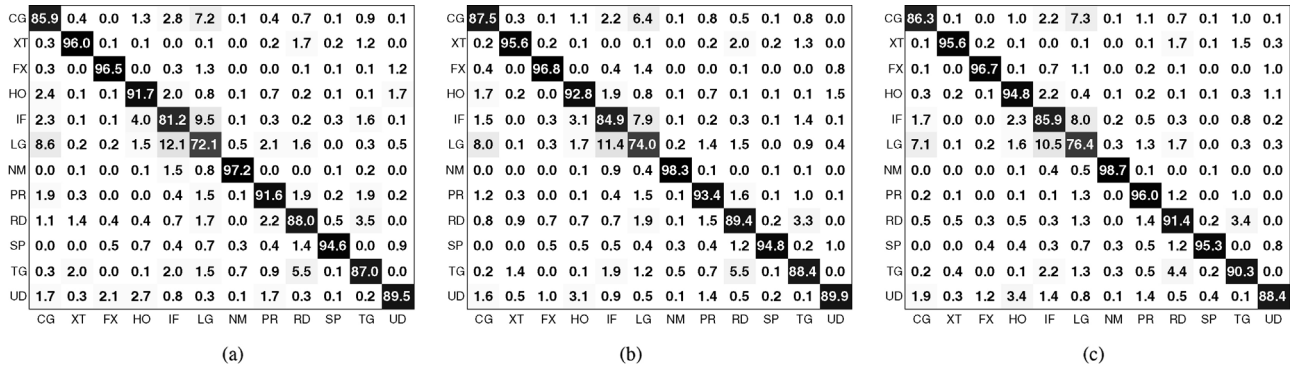 CG 85.9 0.4 0.0 1.3 2.8 7.2 0.1 0.4 0.7 0.1 0.9 0.1
XT 0.3 96.0 0.1 0.1 0.0 0.1 0.0 0.2 1.7 0.2 1.2 0.0
FX 0.3 0.0 96.5 0.0 0.3 1.3 0.0 0.0 0.1 0.1 0.1 1.2
HO 2.4 0.1 0.1 91.7 2.0 0.8 0.1 0.7 0.2 0.1 0.1 1.7
IF 2.3 0.1 0.1 4.0 81.2 9.5 0.1 0.3 0.2 0.3 1.6 0.1
LG 8.6 0.2 0.2 1.5 12.1 72.1 0.5 2.1 1.6 0.0 0.3 0.5
NM 0.0 0.1 0.0 0.1 1.5 0.8 97.2 0.0 0.0 0.1 0.2 0.0
PR 1.9 0.3 0.0 0.0 0.4 1.5 0.1 91.6 1.9 0.2 1.9 0.2
RD 1.1 1.4 0.4 0.4 0.7 1.7 0.0 2.2 88.0 0.5 3.5 0.0
SP 0.0 0.0 0.5 0.7 0.4 0.7 0.3 0.4 1.4 94.6 0.0 0.9
TG 0.3 2.0 0.0 0.1 2.0 1.5 0.7 0.9 5.5 0.1 87.0 0.0
UD 1.7 0.3 2.1 2.7 0.8 0.3 0.1 1.7 0.3 0.1 0.2 89.5
CG XT FX HO IF LG NM PR RD SP TG UD
(a)
CG 87.5 0.3 0.1 1.1 2.2 6.4 0.1 0.8 0.5 0.1 0.8 0.2
XT 0.2 95.6 0.2 0.1 0.0 0.1 0.0 0.2 2.0 0.2 1.3 0.0
FX 0.4 0.0 96.8 0.0 0.4 1.4 0.0 0.0 0.1 0.0 0.0 0.8
HO 1.7 0.2 0.0 92.8 1.9 0.8 0.1 0.7 0.1 0.1 0.1 1.5
IF 1.5 0.0 0.3 3.1 84.9 7.9 0.1 0.2 0.1 0.3 1.4 0.1
LG 8.0 0.1 0.3 1.7 11.4 74.0 0.2 1.4 1.5 0.0 0.9 0.4
NM 0.0 0.0 0.0 0.1 0.9 0.4 98.3 0.0 0.1 0.0 0.1 0.0
PR 1.2 0.3 0.0 0.1 0.4 1.5 0.1 93.4 1.6 0.1 1.0 0.1
RD 0.8 0.9 0.7 0.7 0.7 1.9 0.1 1.5 89.4 0.2 3.3 0.0
SP 0.0 0.0 0.5 0.5 0.5 0.4 0.3 0.4 1.2 94.8 0.2 1.0
TG 0.2 1.4 0.0 0.1 1.9 1.2 0.5 0.7 5.5 0.1 88.4 0.0
UD 1.6 0.5 1.0 3.1 0.9 0.5 0.1 1.4 0.5 0.2 0.1 89.9
CG XT FX HO IF LG NM PR RD SP TG UD
(b)
CG 86.3 0.1 0.0 1.0 2.2 7.3 0.1 1.1 0.7 0.1 1.0 0.1
XT 0.1 95.6 0.2 0.1 0.0 0.1 0.0 0.2 1.7 0.1 1.5 0.3
FX 0.1 0.0 96.7 0.1 0.7 1.1 0.0 0.2 0.1 0.0 0.0 1.0
HO 0.3 0.2 0.1 94.8 2.2 0.4 0.1 0.2 0.1 0.1 0.3 1.1
IF 1.7 0.0 0.0 2.3 85.9 8.0 0.2 0.5 0.1 0.0 0.8 0.2
LG 7.1 0.1 0.2 1.6 10.5 76.4 0.3 1.3 1.7 0.0 0.3 0.3
NM 0.0 0.0 0.0 0.1 0.4 0.5 98.7 0.1 0.0 0.0 0.1 0.0
PR 0.2 0.2 0.0 0.1 0.1 1.3 0.0 96.0 1.2 0.0 1.0 0.0
RD 0.5 0.5 0.3 0.5 0.3 1.3 0.0 1.4 91.4 0.2 3.4 0.0
SP 0.0 0.0 0.4 0.4 0.3 0.7 0.3 0.5 1.2 95.3 0.0 0.8
TG 0.2 0.4 0.0 0.1 2.2 1.3 0.3 0.5 4.4 0.2 90.3 0.0
UD 1.9 0.3 1.2 3.4 1.4 0.8 0.1 1.4 0.5 0.4 0.1 88.4
CG XT FX HO IF LG NM PR RD SP TG UD
(c)